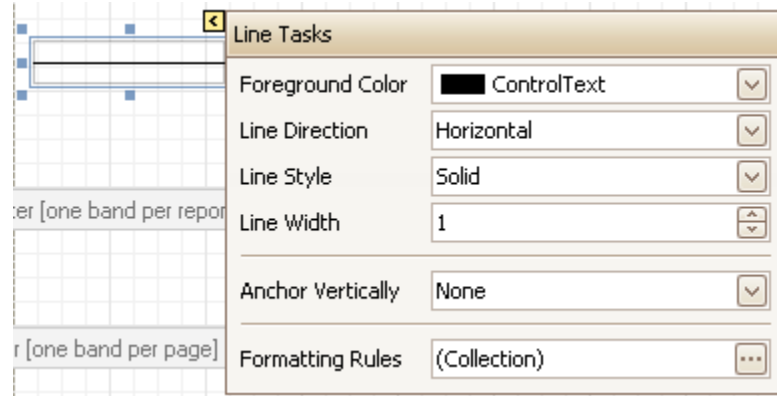 Line Tasks
Foreground Color ControlText
Line Direction Horizontal
Line Style Solid
ter [one band per repor
Line Width 1
Anchor Vertically None
r [one band per page]
Formatting Rules (Collection)